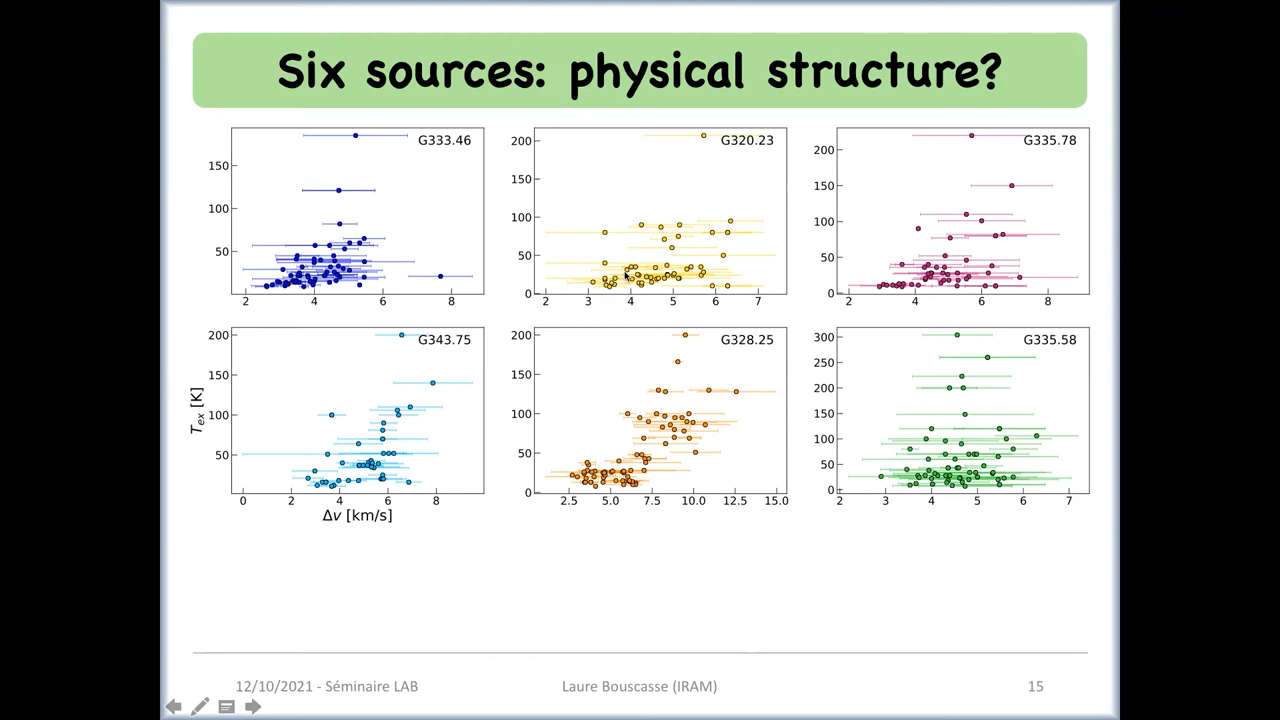 Six sources: physical structure?
G333.46
150
100
50
2 4 6 8
G320.23
200
150
100
50
0
2 3 4 5 6 7
G335.78
200
150
100
50
0
2 4 6 8
G343.75
200
150
100
50
0 2 4 6 8
Tex [K]
Δv [km/s]
G328.25
200
150
100
50
0
2.5 5.0 7.5 10.0 12.5 15.0
G335.58
300
250
200
150
100
50
0
2 3 4 5 6 7
12/10/2021 - Séminaire LAB
Laure Bouscasse (IRAM)
15